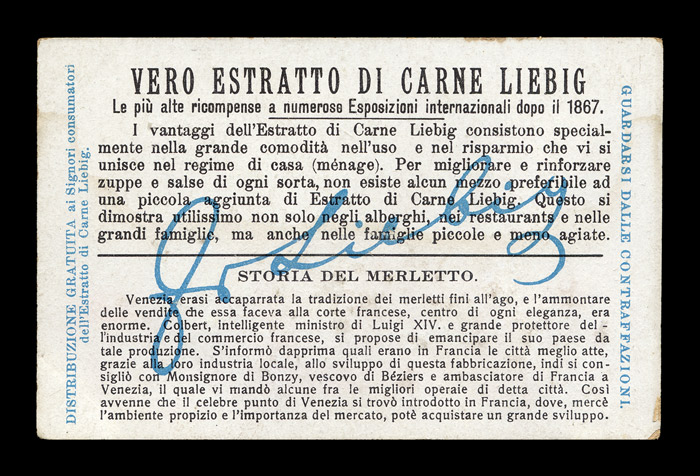 VERO ESTRATTO DI CARNE LIEBIG
Le più alte ricompense a numerose Esposizioni internazionali dopo il 1867.
I vantaggi dell'Estratto di Carne Liebig consistono special-
mente nella grande comodità nell'uso e nel risparmio che vi si
unisce nel regime di casa (ménage). Per migliorare e rinforzare
zuppe e salse di ogni sorta, non esiste alcun mezzo preferibile ad
una piccola aggiunta di Estratto di Carne Liebig. Questo si
dimostra utilissimo non solo negli alberghi, nei restaurants e nelle
grandi famiglie, ma anche nelle famiglie piccole e meno agiate.
J. Liebig
STORIA DEL MERLETTO.
Venezia erasi accaparrata la tradizione dei merletti fini all'ago, e l'ammontare
delle vendite che essa faceva alla corte francese, centro di ogni eleganza, era
enorme. Colbert, intelligente ministro di Luigi XIV. e grande protettore del-
l'industria e del commercio francese, si propose di emancipare il suo paese da
tale produzione. S'informò dapprima quali erano in Francia le città meglio atte,
grazie alla loro industria locale, allo sviluppo di questa fabbricazione, indi si con-
sigliò con Monsignore di Bonzy, vescovo di Béziers e ambasciatore di Francia a
Venezia, il quale vi mandò alcune fra le migliori operaie di detta città. Così
avvenne che il celebre punto di Venezia si trovò introdotto in Francia, dove, mercè
l'ambiente propizio e l'importanza del mercato, potè acquistare un grande sviluppo.
DISTRIBUZIONE GRATUITA ai Signori consumatori
dell'Estratto di Carne Liebig.
GUARDARSI DALLE CONTRAFFAZIONI.